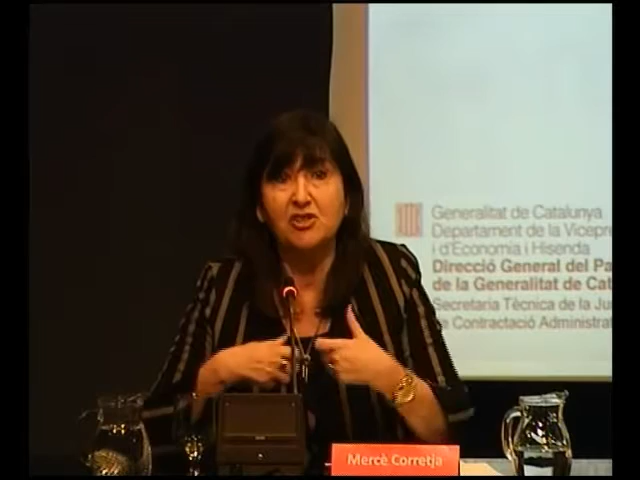 Generalitat de Catalunya
Departament de la Vicepre
i d'Economia i Hisenda
Direcció General del Pa
de la Generalitat de Cat
Secretaria Tècnica de la Ju
de Contractació Administrat
Mercè Corretja